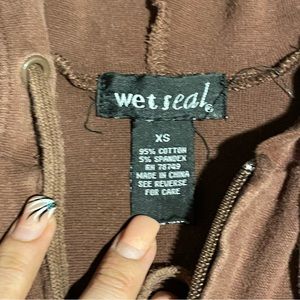 wet seal
XS
95% COTTON
5% SPANDEX
RN 78749
MADE IN CHINA
SEE REVERSE
FOR CARE